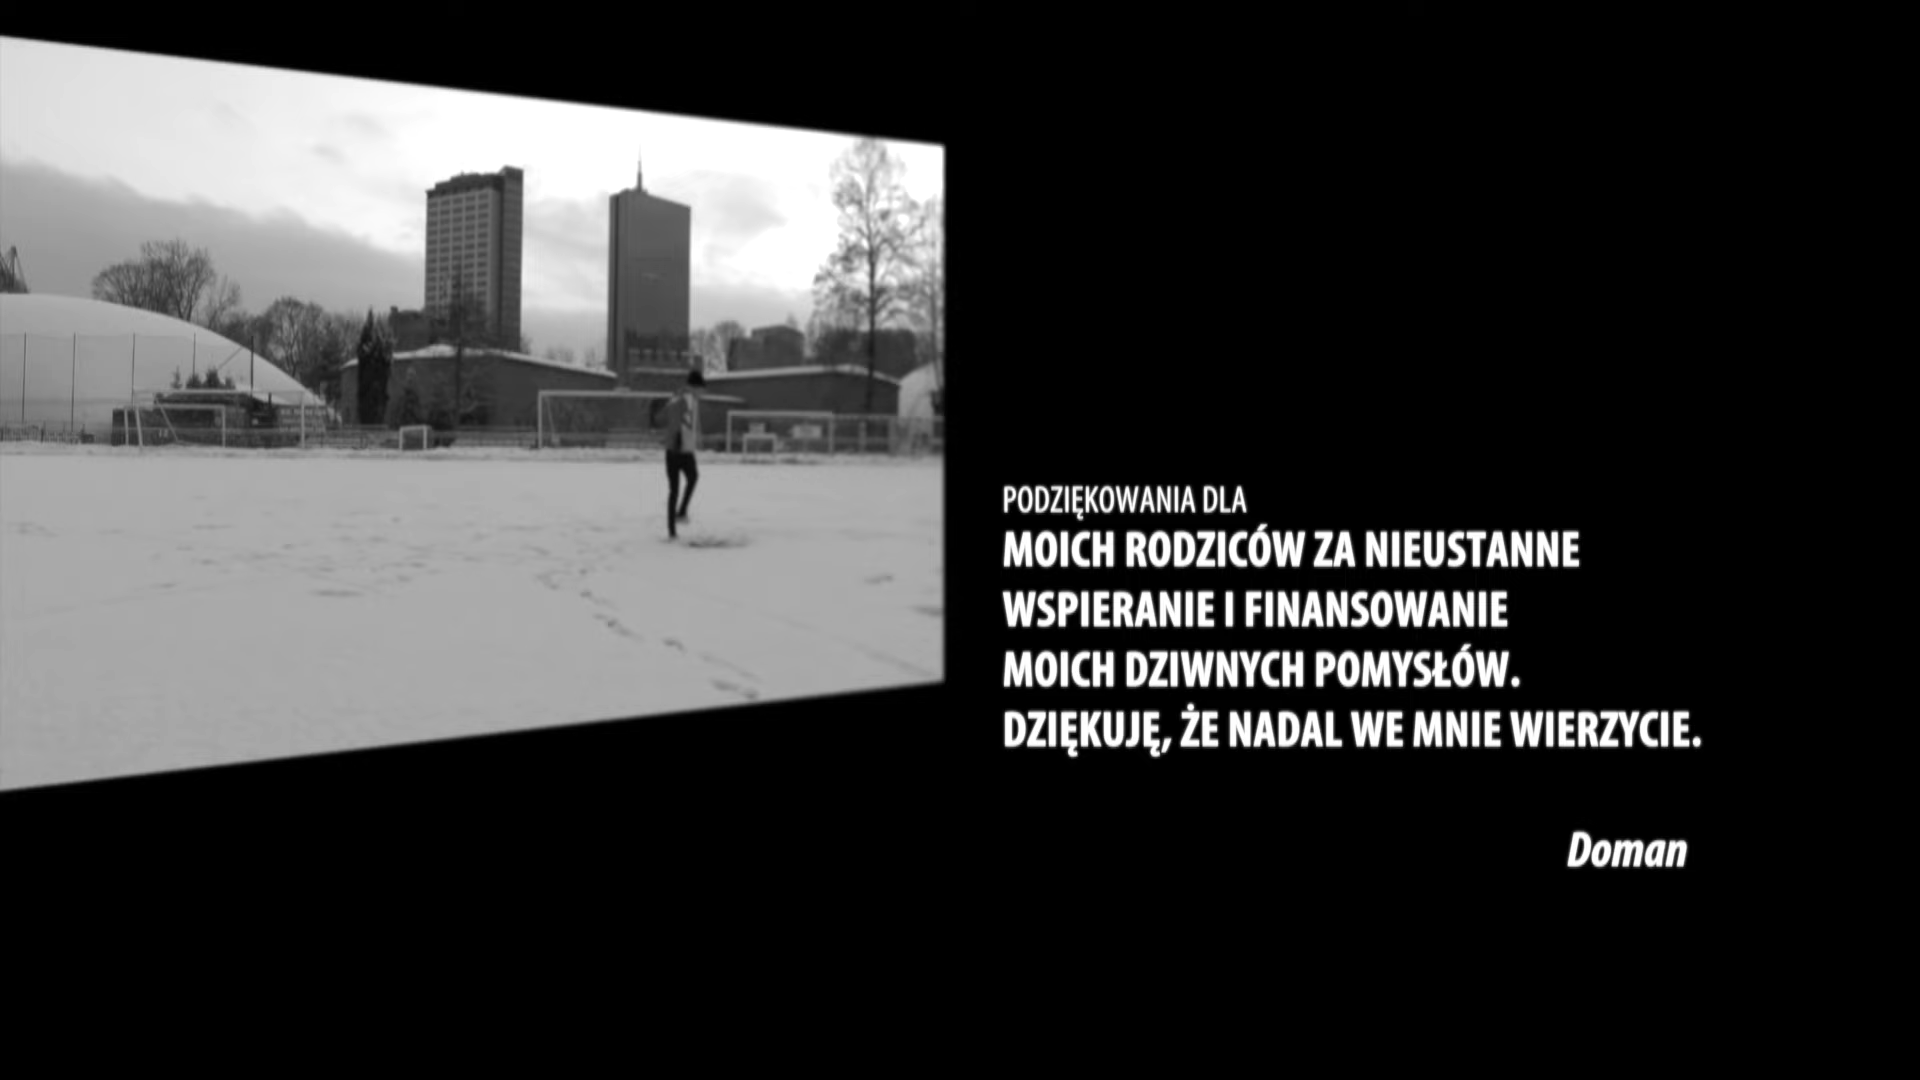 PODZIĘKOWANIA DLA
MOICH RODZICÓW ZA NIEUSTANNE
WSPIERANIE I FINANSOWANIE
MOICH DZIWNYCH POMYSŁÓW.
DZIĘKUJĘ, ŻE NADAL WE MNIE WIERZYCIE.
Doman